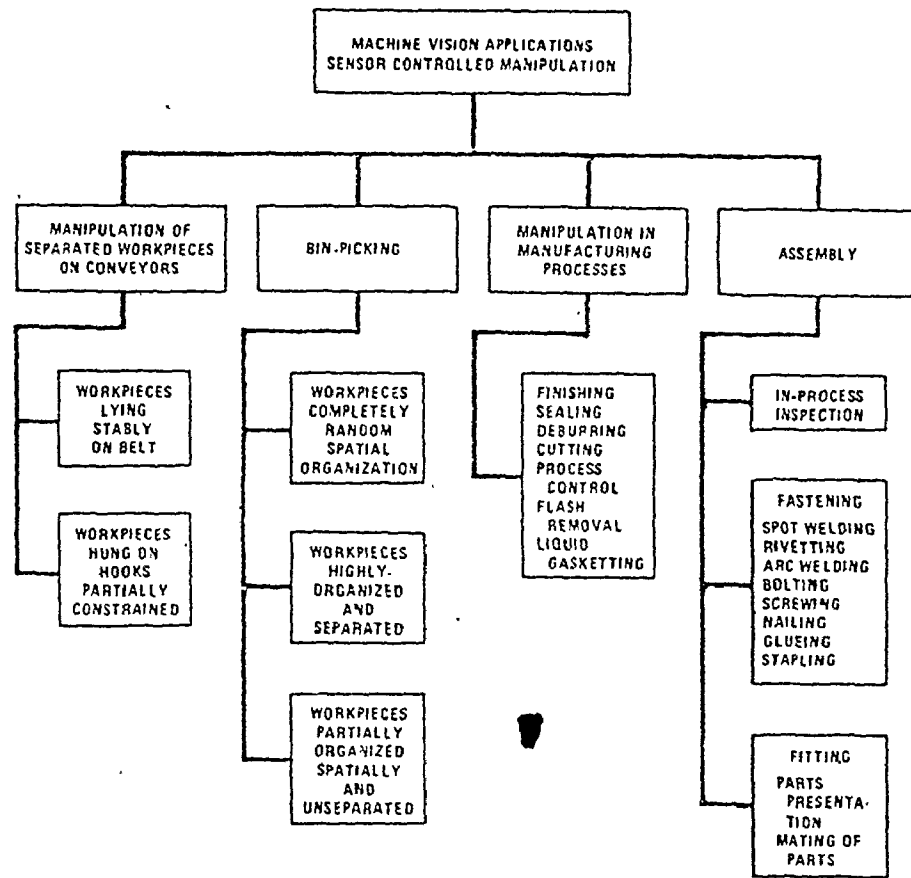 MACHINE VISION APPLICATIONS
SENSOR CONTROLLED MANIPULATION
MANIPULATION OF
SEPARATED WORKPIECES
ON CONVEYORS
BIN-PICKING
MANIPULATION IN
MANUFACTURING
PROCESSES
ASSEMBLY
WORKPIECES
LYING
STABLY
ON BELT
WORKPIECES
HUNG ON
HOOKS
PARTIALLY
CONSTRAINED
WORKPIECES
COMPLETELY
RANDOM
SPATIAL
ORGANIZATION
WORKPIECES
HIGHLY-
ORGANIZED
AND
SEPARATED
WORKPIECES
PARTIALLY
ORGANIZED
SPATIALLY
AND
UNSEPARATED
FINISHING
SEALING
DEBURRING
CUTTING
PROCESS
CONTROL
FLASH
REMOVAL
LIQUID
GASKETTING
IN-PROCESS
INSPECTION
FASTENING
SPOT WELDING
RIVETTING
ARC WELDING
BOLTING
SCREWING
NAILING
GLUEING
STAPLING
FITTING
PARTS
PRESENTA-
TION
MATING OF
PARTS